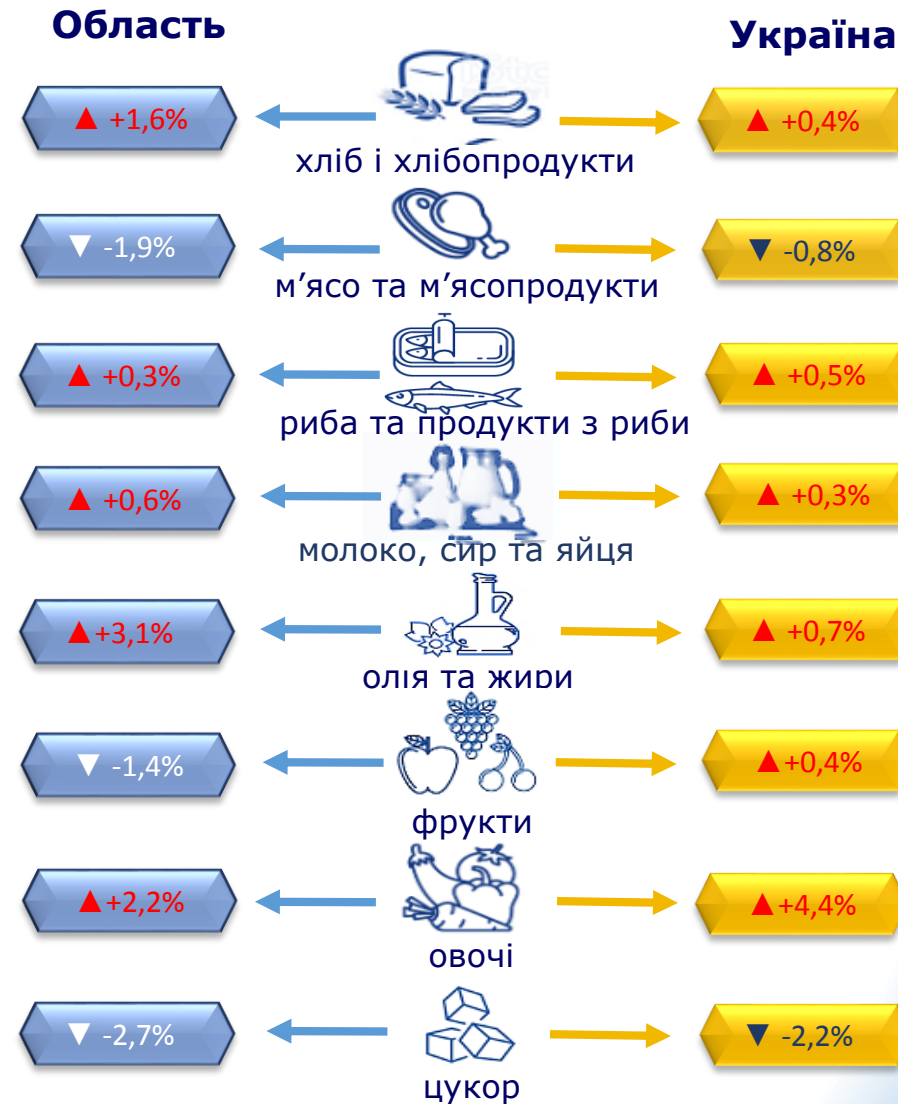 Область
Україна
▲ +1,6%
▲ +0,4%
хліб і хлібопродукти
▼ -1,9%
▼ -0,8%
м’ясо та м’ясопродукти
▲ +0,3%
▲ +0,5%
риба та продукти з риби
▲ +0,6%
▲ +0,3%
молоко, сир та яйця
▲+3,1%
▲ +0,7%
олія та жири
▼ -1,4%
▲+0,4%
фрукти
▲+2,2%
▲+4,4%
овочі
▼ -2,7%
▼ -2,2%
цукор